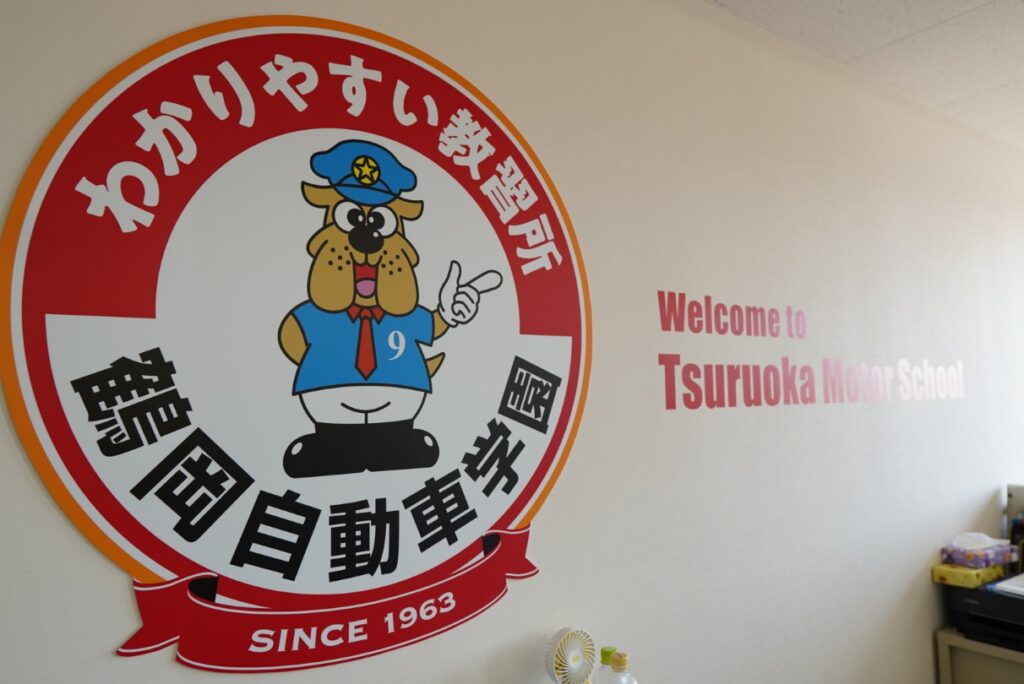 わかりやすい教習所
9
鶴岡自動車学園
SINCE 1963
Welcome to
Tsuruoka Motor School